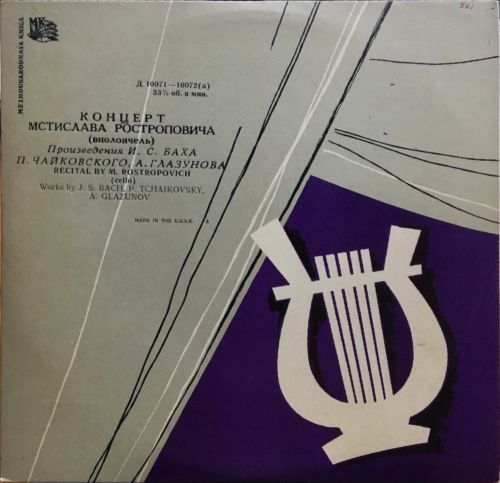 MEZHDUNARODNAYA KNIGA
МК
561
Д 10071—10072(а)
33⅓ об. в мин.
КОНЦЕРТ
МСТИСЛАВА РОСТРОПОВИЧА
(виолончель)
Произведения И. С. БАХА
П. ЧАЙКОВСКОГО, А. ГЛАЗУНОВА
RECITAL BY M. ROSTROPOVICH
(cello)
Works by J. S. BACH, P. TCHAIKOVSKY,
A. GLAZUNOV
MADE IN THE U.S.S.R.